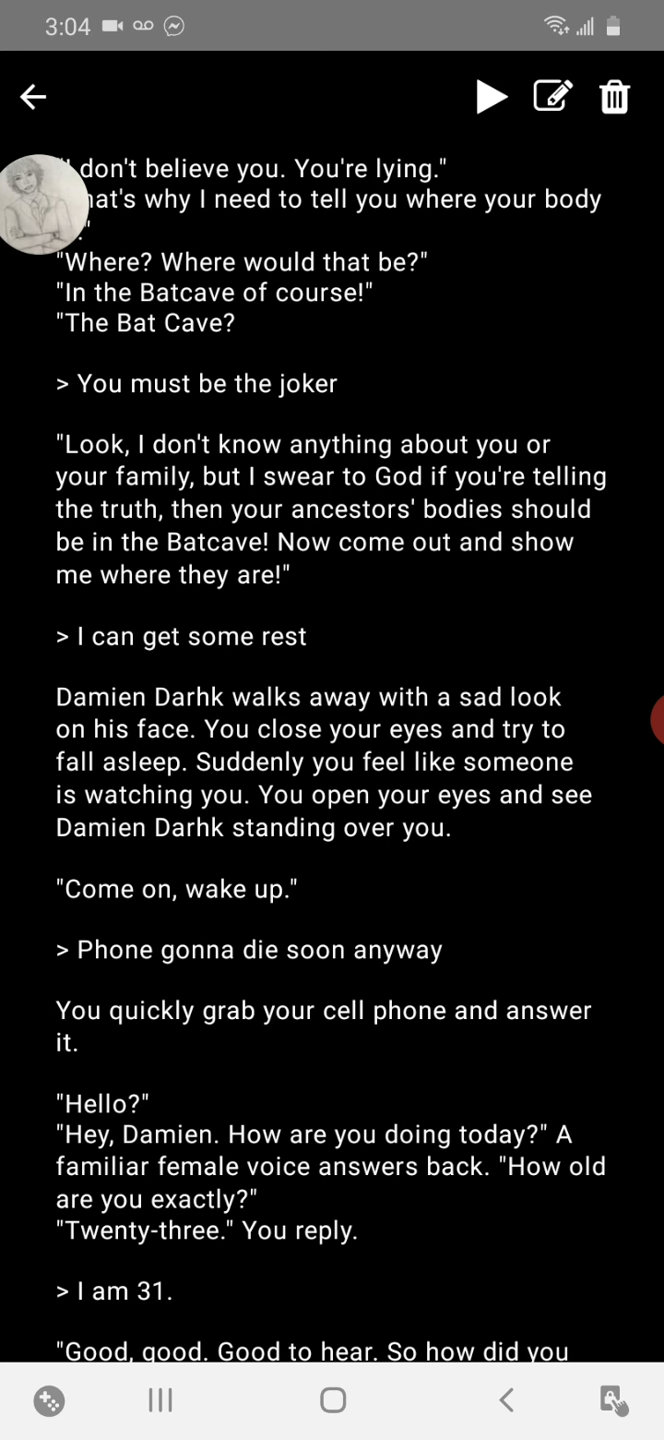 3:04
I don't believe you. You're lying."
hat's why I need to tell you where your body
."
"Where? Where would that be?"
"In the Batcave of course!"
"The Bat Cave?
> You must be the joker
"Look, I don't know anything about you or
your family, but I swear to God if you're telling
the truth, then your ancestors' bodies should
be in the Batcave! Now come out and show
me where they are!"
> I can get some rest
Damien Darhk walks away with a sad look
on his face. You close your eyes and try to
fall asleep. Suddenly you feel like someone
is watching you. You open your eyes and see
Damien Darhk standing over you.
"Come on, wake up."
> Phone gonna die soon anyway
You quickly grab your cell phone and answer
it.
"Hello?"
"Hey, Damien. How are you doing today?" A
familiar female voice answers back. "How old
are you exactly?"
"Twenty-three." You reply.
> I am 31.
"Good, good. Good to hear. So how did you